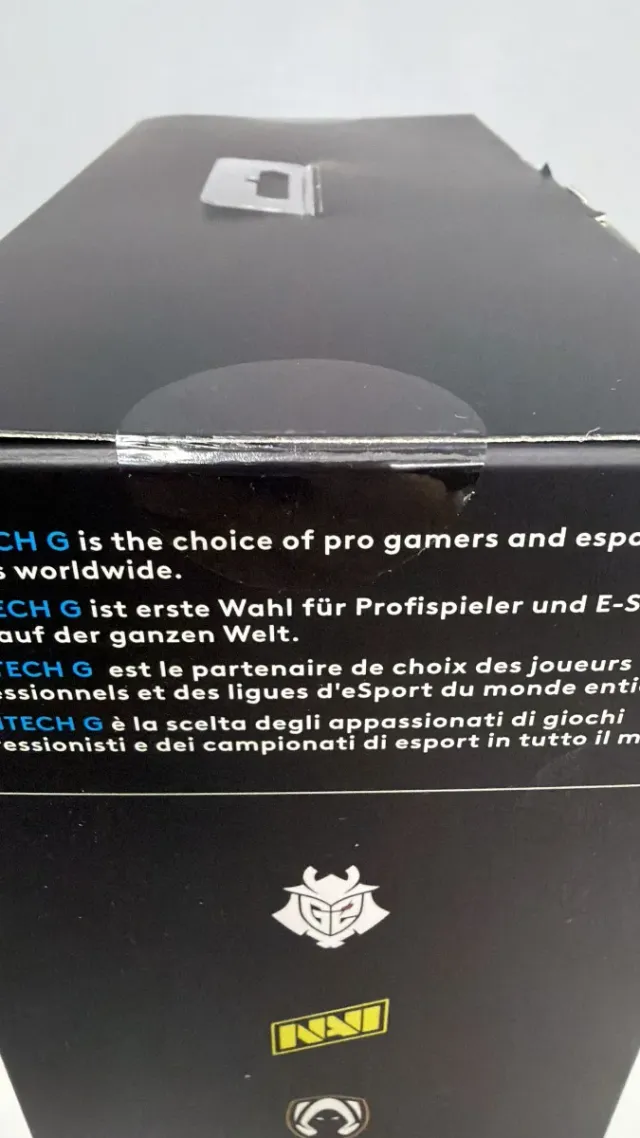 CH G is the choice of pro gamers and espo
s worldwide.
ECH G ist erste Wahl für Profispieler und E-S
auf der ganzen Welt.
TECH G est le partenaire de choix des joueurs
essionnels et des ligues d'eSport du monde enti
ITECH G è la scelta degli appassionati di giochi
essionisti e dei campionati di esport in tutto il m
G2
NAVI